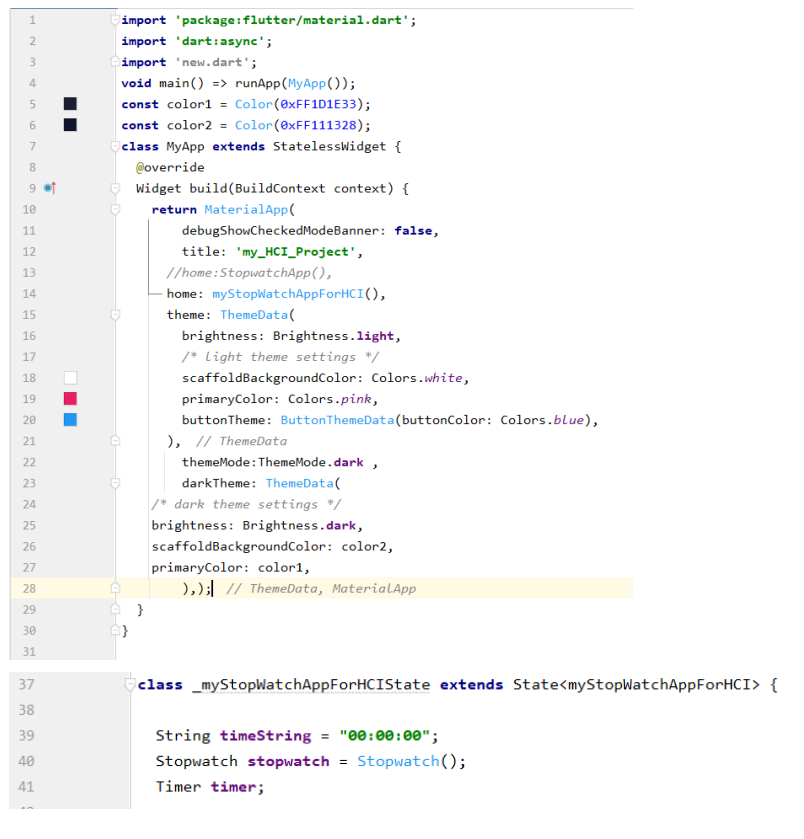 1 import 'package:flutter/material.dart';
2 import 'dart:async';
3 import 'new.dart';
4 void main() => runApp(MyApp());
5 const color1 = Color(0xFF1D1E33);
6 const color2 = Color(0xFF111328);
7 class MyApp extends StatelessWidget {
8 @override
9 Widget build(BuildContext context) {
10 return MaterialApp(
11 debugShowCheckedModeBanner: false,
12 title: 'my_HCI_Project',
13 //home:StopwatchApp(),
14 home: myStopWatchAppForHCI(),
15 theme: ThemeData(
16 brightness: Brightness.light,
17 /* light theme settings */
18 scaffoldBackgroundColor: Colors.white,
19 primaryColor: Colors.pink,
20 buttonTheme: ButtonThemeData(buttonColor: Colors.blue),
21 ), // ThemeData
22 themeMode:ThemeMode.dark ,
23 darkTheme: ThemeData(
24 /* dark theme settings */
25 brightness: Brightness.dark,
26 scaffoldBackgroundColor: color2,
27 primaryColor: color1,
28 ),); // ThemeData, MaterialApp
29 }
30 }
31
37 class _myStopWatchAppForHCIState extends State<myStopWatchAppForHCI> {
38
39 String timeString = "00:00:00";
40 Stopwatch stopwatch = Stopwatch();
41 Timer timer;